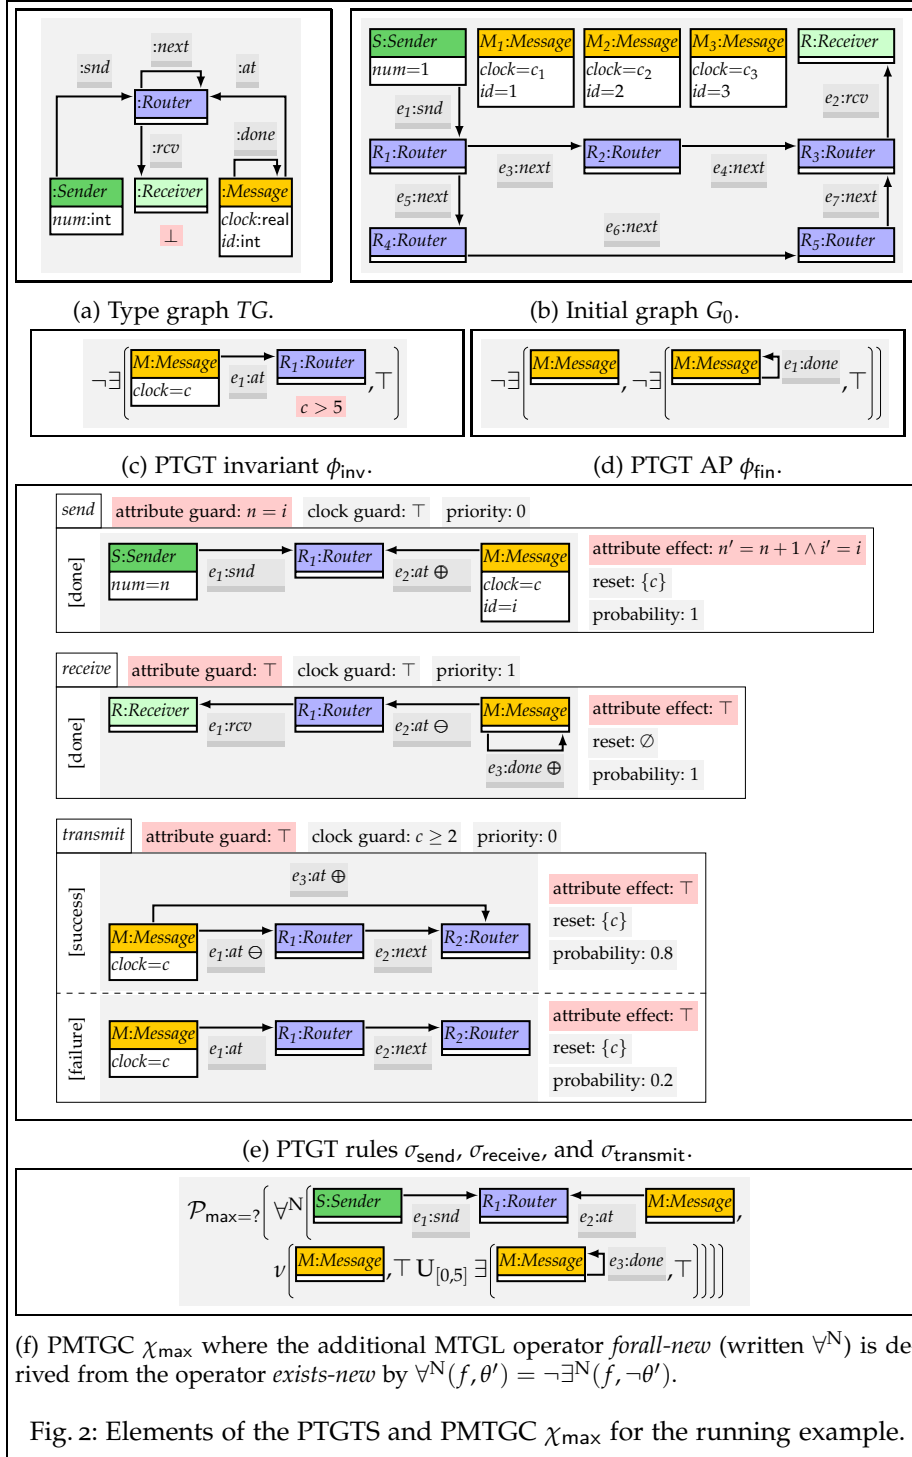 :next
:snd
:at
:Router
:rcv
:done
:Sender
num:int
:Receiver
⊥
:Message
clock:real
id:int
(a) Type graph TG.
S:Sender
num=1
M1:Message
clock=c1
id=1
M2:Message
clock=c2
id=2
M3:Message
clock=c3
id=3
R:Receiver
e1:snd
e2:rcv
R1:Router
e3:next
R2:Router
e4:next
R3:Router
e5:next
e6:next
e7:next
R4:Router
R5:Router
(b) Initial graph G0.
¬∃( M:Message
clock=c
e1:at
R1:Router
c > 5
,⊤)
(c) PTGT invariant ϕinv.
¬∃( M:Message , ¬∃( M:Message e1:done ,⊤))
(d) PTGT AP ϕfin.
send attribute guard: n = i clock guard: ⊤ priority: 0
[done]
S:Sender
num=n
e1:snd
R1:Router
e2:at ⊕
M:Message
clock=c
id=i
attribute effect: n′ = n + 1 ∧ i′ = i
reset: {c}
probability: 1
receive attribute guard: ⊤ clock guard: ⊤ priority: 1
[done]
R:Receiver
e1:rcv
R1:Router
e2:at ⊖
M:Message
e3:done ⊕
attribute effect: ⊤
reset: ∅
probability: 1
transmit attribute guard: ⊤ clock guard: c ≥ 2 priority: 0
[success]
e3:at ⊕
M:Message
clock=c
e1:at ⊖
R1:Router
e2:next
R2:Router
attribute effect: ⊤
reset: {c}
probability: 0.8
[failure]
M:Message
clock=c
e1:at
R1:Router
e2:next
R2:Router
attribute effect: ⊤
reset: {c}
probability: 0.2
(e) PTGT rules σsend, σreceive, and σtransmit.
𝒫max=?( ∀N( S:Sender e1:snd R1:Router e2:at M:Message ,
ν( M:Message ,⊤ U[0,5] ∃( M:Message e3:done ,⊤))))
(f) PMTGC χmax where the additional MTGL operator forall-new (written ∀N) is de-
rived from the operator exists-new by ∀N(f, θ′) = ¬∃N(f, ¬θ′).
Fig. 2: Elements of the PTGTS and PMTGC χmax for the running example.